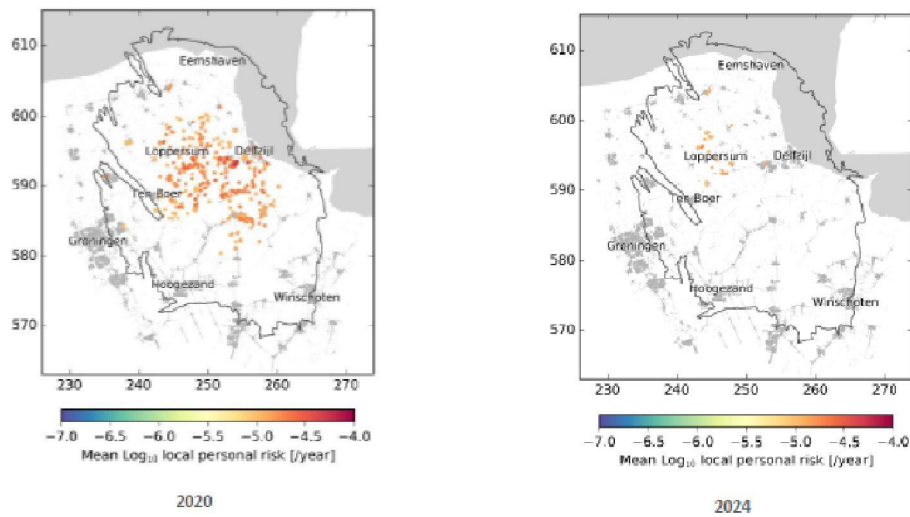 610
Eemshaven
600
Loppersum
Delfzijl
590
Ten Boer
Groningen
580
Hoogezand
Winschoten
570
230 240 250 260 270
−7.0 −6.5 −6.0 −5.5 −5.0 −4.5 −4.0
Mean Log₁₀ local personal risk [/year]
2020
610
Eemshaven
600
Loppersum
Delfzijl
590
Ten Boer
Groningen
580
Hoogezand
Winschoten
570
230 240 250 260 270
−7.0 −6.5 −6.0 −5.5 −5.0 −4.5 −4.0
Mean Log₁₀ local personal risk [/year]
2024